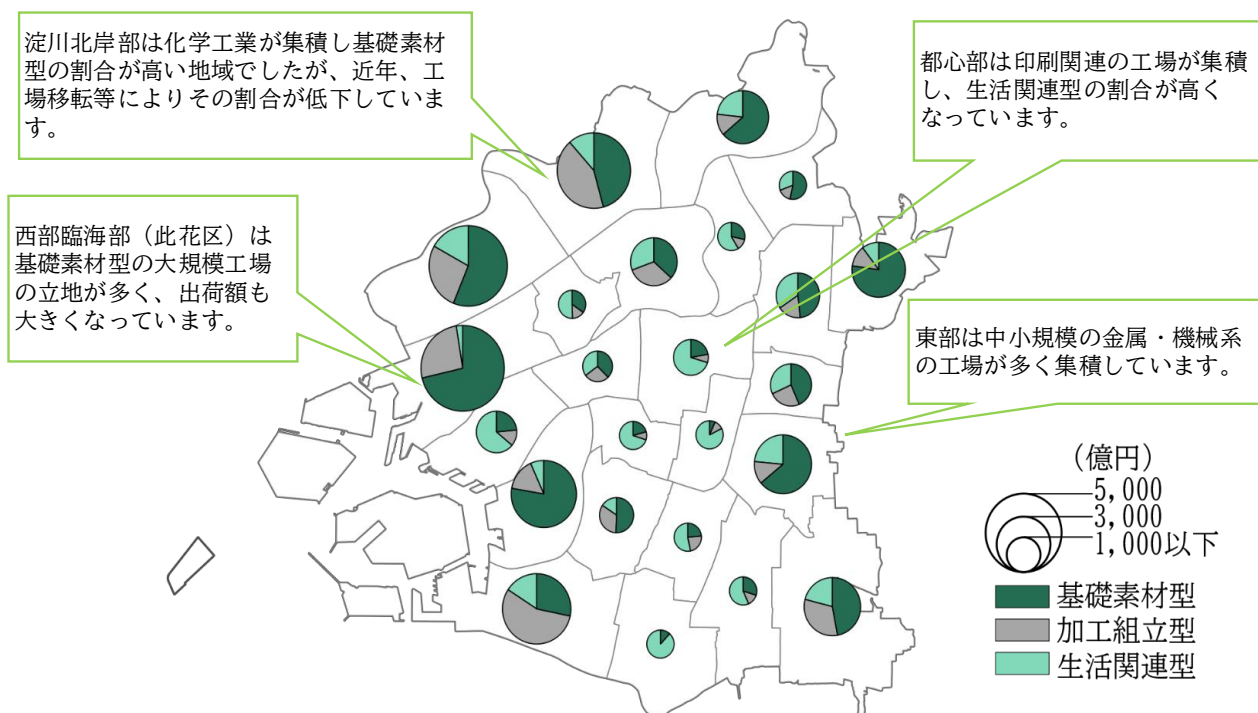 淀川北岸部は化学工業が集積し基礎素材
型の割合が高い地域でしたが、近年、工
場移転等によりその割合が低下していま
す。
都心部は印刷関連の工場が集積
し、生活関連型の割合が高く
なっています。
西部臨海部（此花区）は
基礎素材型の大規模工場
の立地が多く、出荷額も
大きくなっています。
東部は中小規模の金属・機械系
の工場が多く集積しています。
（億円）
5,000
3,000
1,000以下
基礎素材型
加工組立型
生活関連型